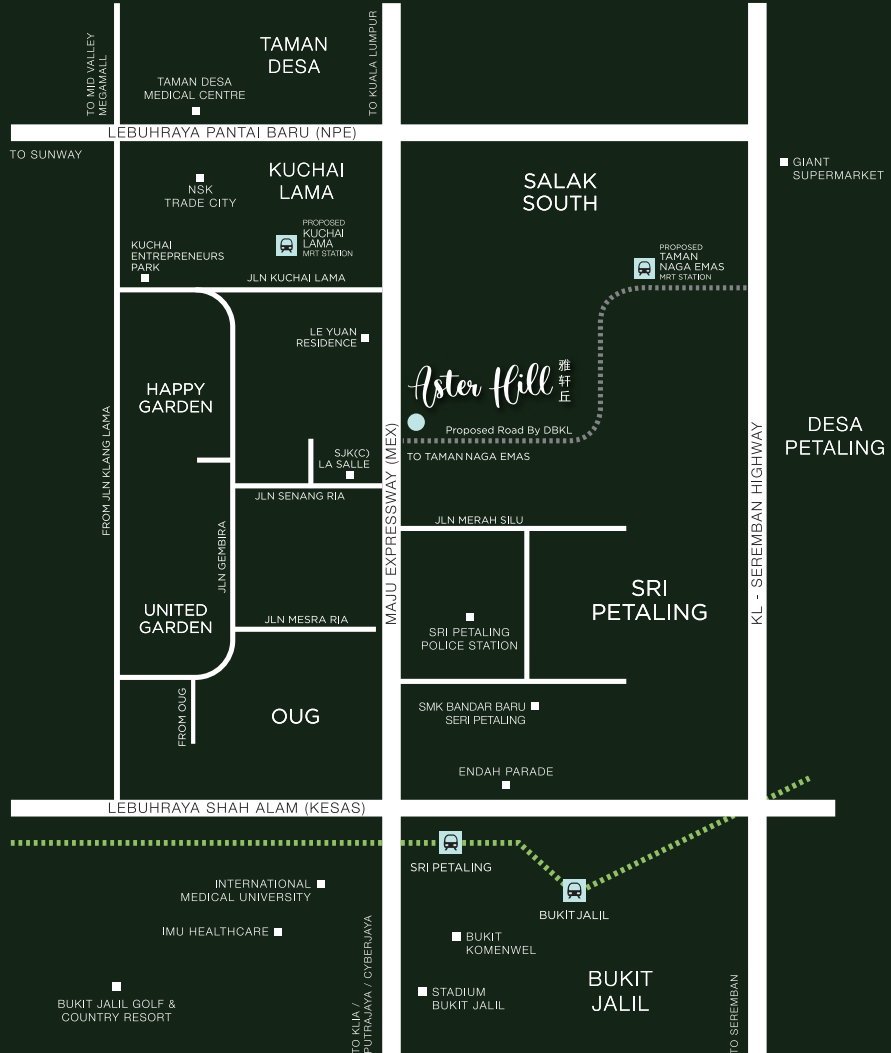 TO MID VALLEY
MEGAMALL
TAMAN
DESA
TO KUALA LUMPUR
TAMAN DESA
MEDICAL CENTRE
LEBUHRAYA PANTAI BARU (NPE)
TO SUNWAY
NSK
TRADE CITY
KUCHAI
LAMA
SALAK
SOUTH
GIANT
SUPERMARKET
PROPOSED
KUCHAI
LAMA
MRT STATION
KUCHAI
ENTREPRENEURS
PARK
JLN KUCHAI LAMA
PROPOSED
TAMAN
NAGA EMAS
MRT STATION
LE YUAN
RESIDENCE
Aster Hill
雅轩丘
HAPPY
GARDEN
Proposed Road By DBKL
TO TAMAN NAGA EMAS
DESA
PETALING
FROM JLN KLANG LAMA
SJK(C)
LA SALLE
JLN SENANG RIA
MAJU EXPRESSWAY (MEX)
KL - SEREMBAN HIGHWAY
JLN MERAH SILU
JLN GEMBIRA
UNITED
GARDEN
JLN MESRA RIA
SRI
PETALING
SRI PETALING
POLICE STATION
FROM OUG
OUG
SMK BANDAR BARU
SERI PETALING
ENDAH PARADE
LEBUHRAYA SHAH ALAM (KESAS)
SRI PETALING
BUKIT JALIL
INTERNATIONAL
MEDICAL UNIVERSITY
IMU HEALTHCARE
BUKIT
KOMENWEL
BUKIT JALIL GOLF &
COUNTRY RESORT
STADIUM
BUKIT JALIL
BUKIT
JALIL
TO KLIA /
PUTRAJAYA / CYBERJAYA
TO SEREMBAN